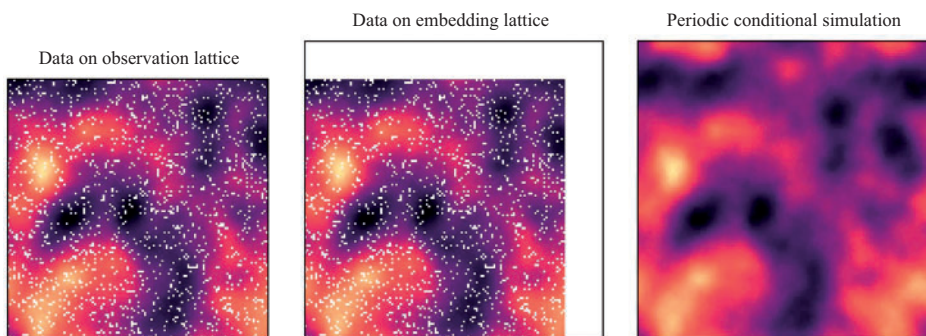 Data on observation lattice
Data on embedding lattice
Periodic conditional simulation